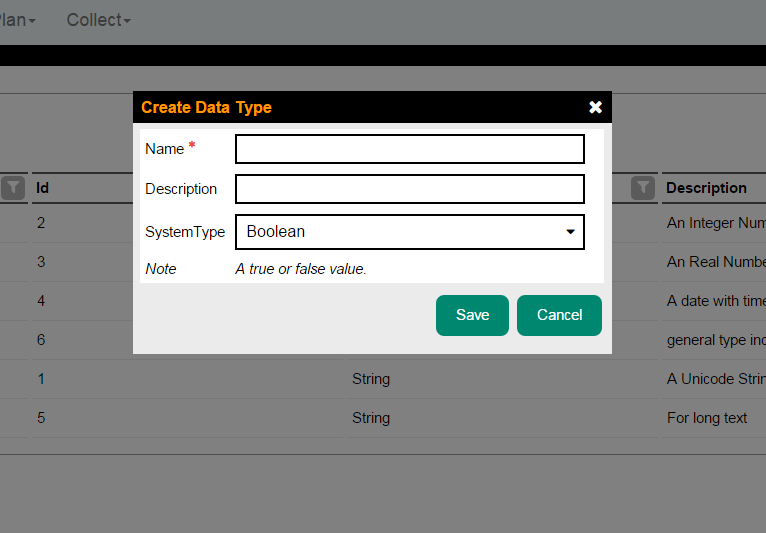 lan Collect
Create Data Type
Name *
Description
SystemType Boolean
Note A true or false value.
Save Cancel
Id Description
2 An Integer Num
3 An Real Numbe
4 A date with time
6 general type ind
1 String A Unicode Strin
5 String For long text